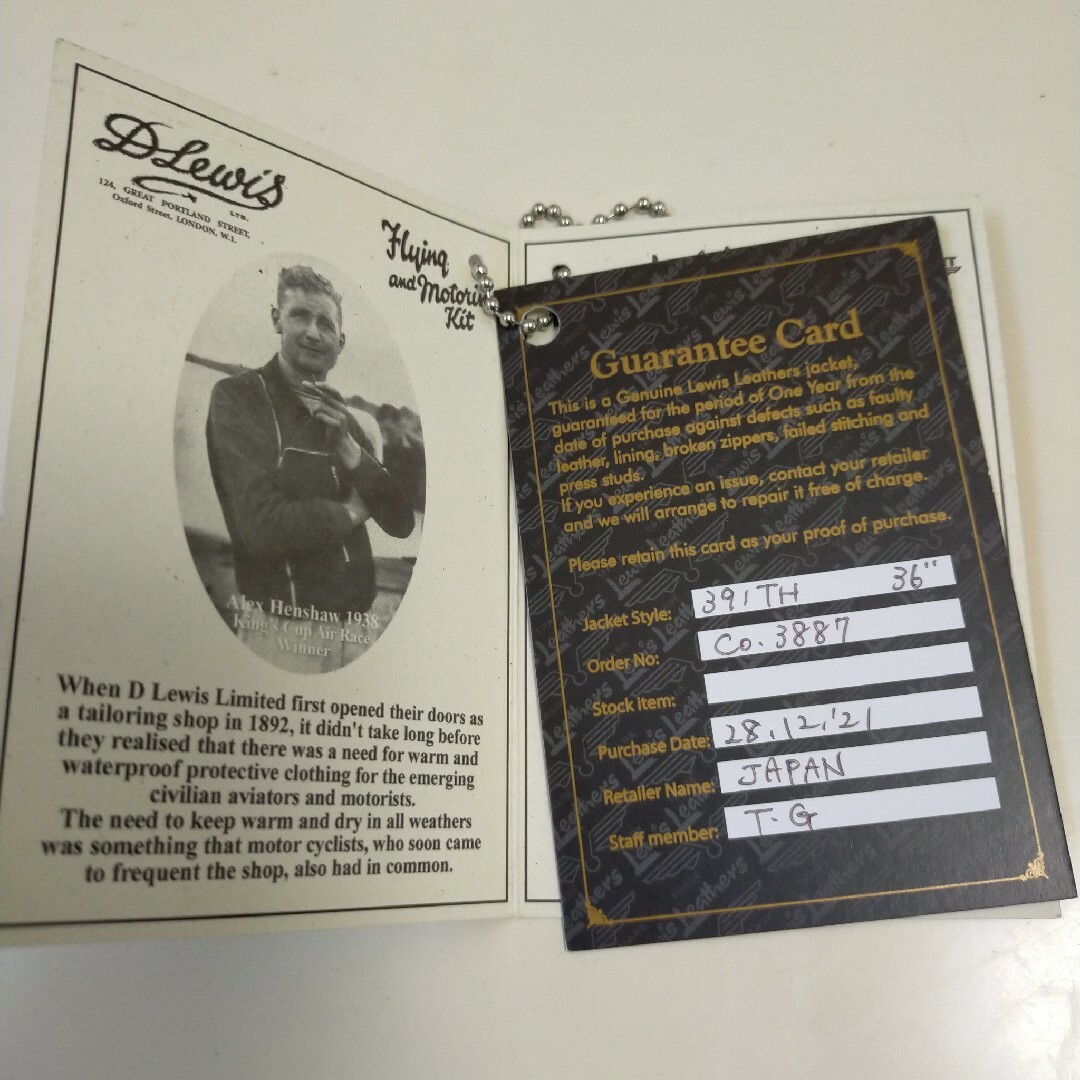 D Lewis
LTD.
124, GREAT PORTLAND STREET,
Oxford Street, LONDON, W.I.
Flying
and Motoring
Kit
Alex Henshaw 1938
King's Cup Air Race
Winner
When D Lewis Limited first opened their doors as
a tailoring shop in 1892, it didn't take long before
they realised that there was a need for warm and
waterproof protective clothing for the emerging
civilian aviators and motorists.
The need to keep warm and dry in all weathers
was something that motor cyclists, who soon came
to frequent the shop, also had in common.
Guarantee Card
This is a Genuine Lewis Leathers jacket,
guaranteed for the period of One Year from the
date of purchase against defects such as faulty
leather, lining, broken zippers, failed stitching and
press studs.
If you experience an issue, contact your retailer
and we will arrange to repair it free of charge.
Please retain this card as your proof of purchase.
Jacket Style: 391TH 36"
Order No: Co. 3887
Stock Item:
Purchase Date: 28.12.'21
Retailer Name: JAPAN
Staff member: T.G